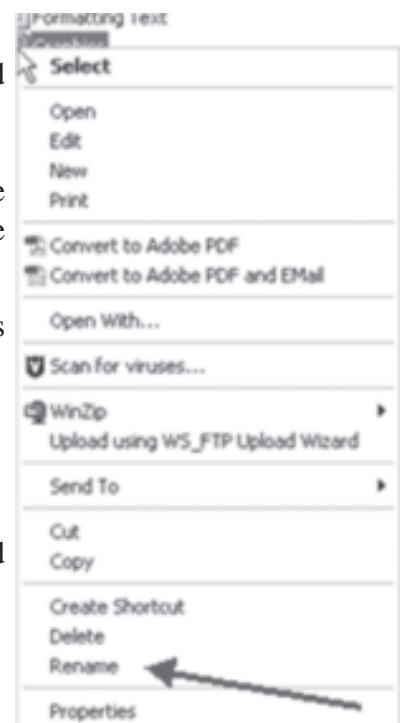 Formatting Text
Graphics
Select
Open
Edit
New
Print
Convert to Adobe PDF
Convert to Adobe PDF and EMail
Open With...
Scan for viruses...
WinZip
Upload using WS_FTP Upload Wizard
Send To
Cut
Copy
Create Shortcut
Delete
Rename
Properties